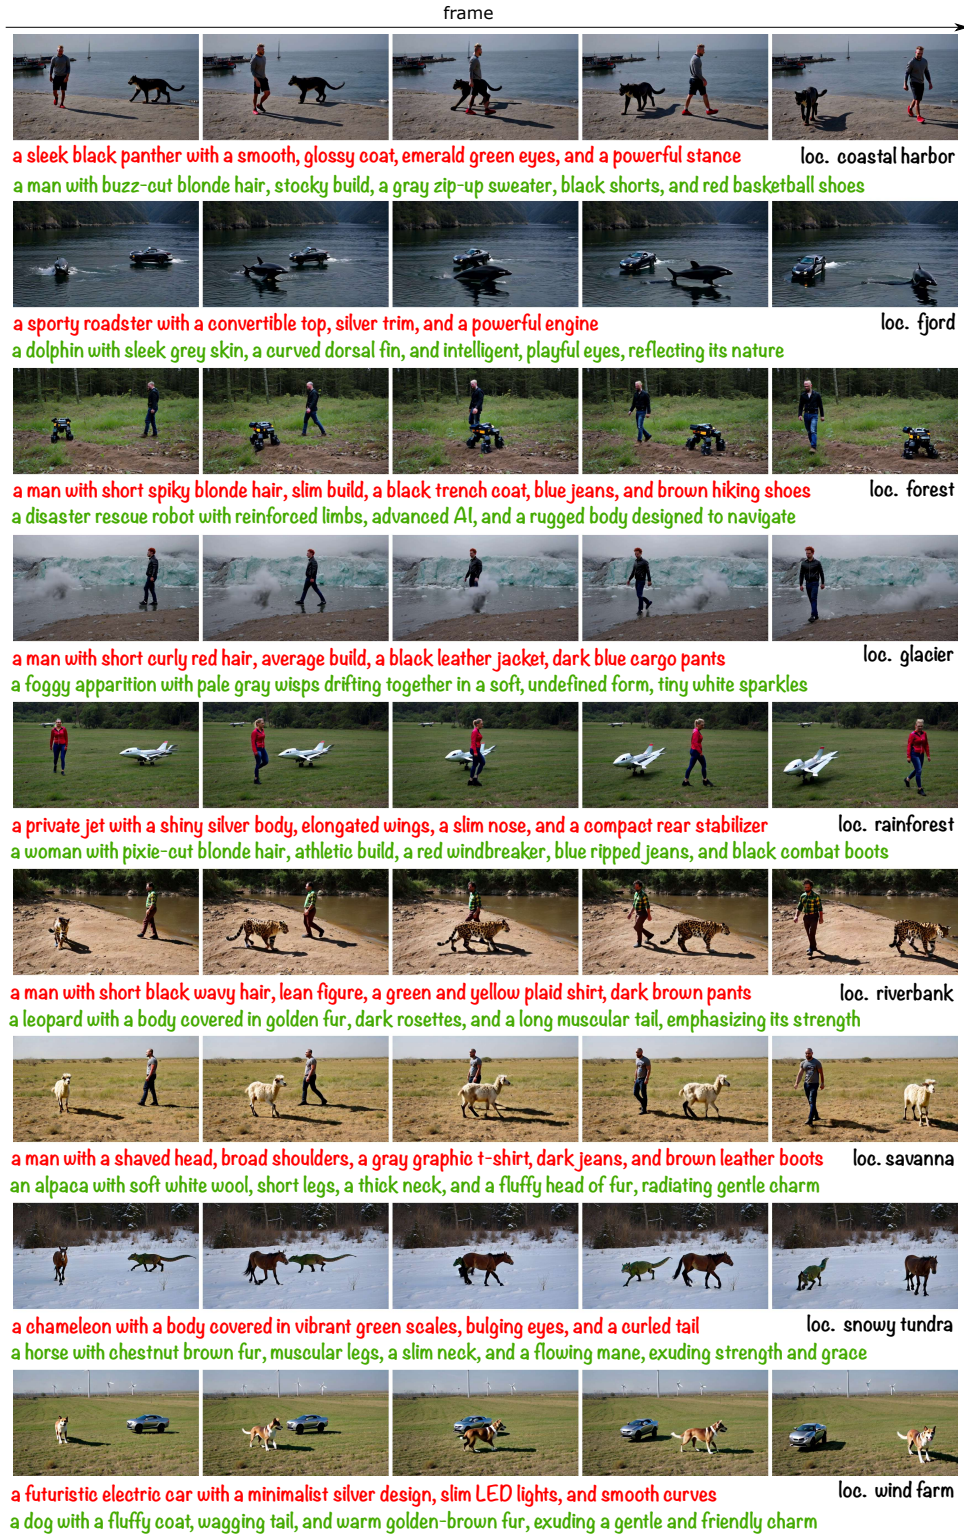 frame
a sleek black panther with a smooth, glossy coat, emerald green eyes, and a powerful stance loc. coastal harbor
a man with buzz-cut blonde hair, stocky build, a gray zip-up sweater, black shorts, and red basketball shoes
a sporty roadster with a convertible top, silver trim, and a powerful engine loc. fjord
a dolphin with sleek grey skin, a curved dorsal fin, and intelligent, playful eyes, reflecting its nature
a man with short spiky blonde hair, slim build, a black trench coat, blue jeans, and brown hiking shoes loc. forest
a disaster rescue robot with reinforced limbs, advanced AI, and a rugged body designed to navigate
a man with short curly red hair, average build, a black leather jacket, dark blue cargo pants loc. glacier
a foggy apparition with pale gray wisps drifting together in a soft, undefined form, tiny white sparkles
a private jet with a shiny silver body, elongated wings, a slim nose, and a compact rear stabilizer loc. rainforest
a woman with pixie-cut blonde hair, athletic build, a red windbreaker, blue ripped jeans, and black combat boots
a man with short black wavy hair, lean figure, a green and yellow plaid shirt, dark brown pants loc. riverbank
a leopard with a body covered in golden fur, dark rosettes, and a long muscular tail, emphasizing its strength
a man with a shaved head, broad shoulders, a gray graphic t-shirt, dark jeans, and brown leather boots loc. savanna
an alpaca with soft white wool, short legs, a thick neck, and a fluffy head of fur, radiating gentle charm
a chameleon with a body covered in vibrant green scales, bulging eyes, and a curled tail loc. snowy tundra
a horse with chestnut brown fur, muscular legs, a slim neck, and a flowing mane, exuding strength and grace
a futuristic electric car with a minimalist silver design, slim LED lights, and smooth curves loc. wind farm
a dog with a fluffy coat, wagging tail, and warm golden-brown fur, exuding a gentle and friendly charm